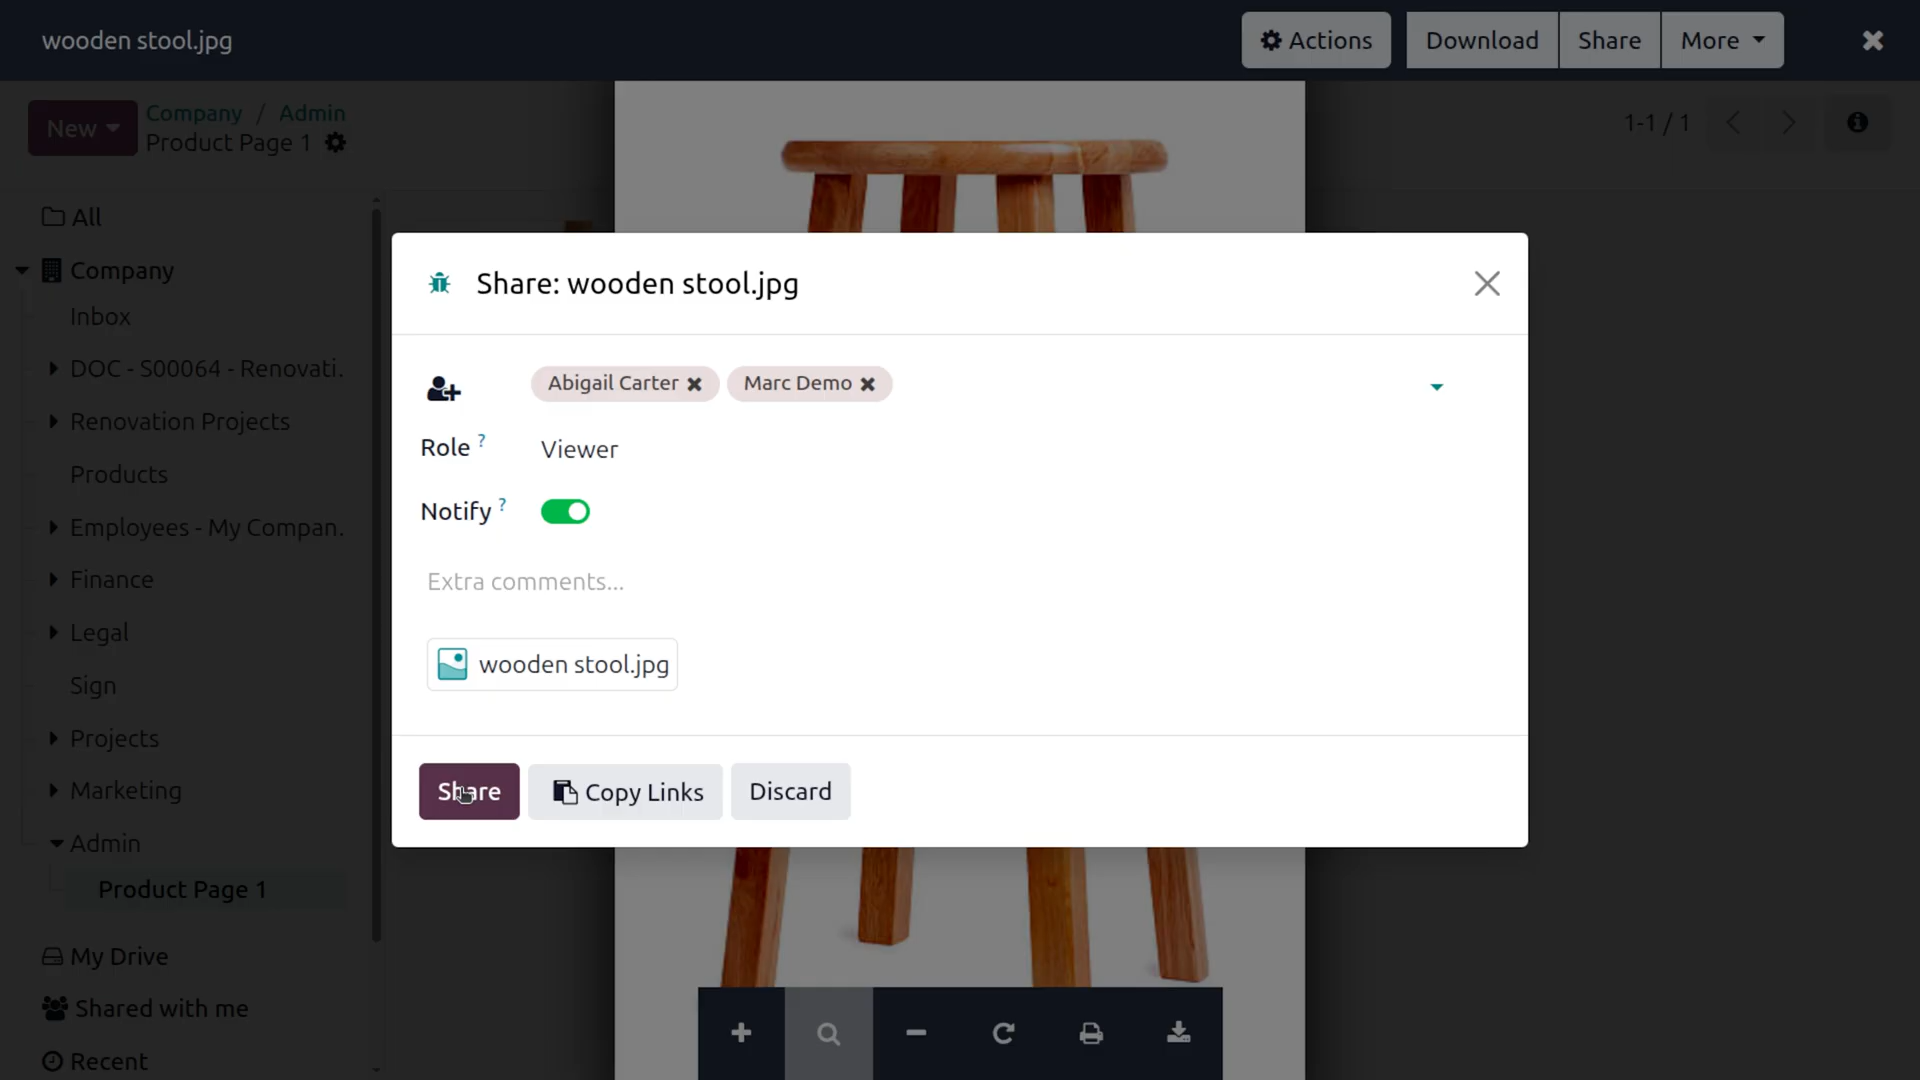 wooden stool.jpg
Actions
Download
Share
More
New
Company / Admin
Product Page 1
1-1 / 1
All
Company
Inbox
DOC - S00064 - Renovati.
Renovation Projects
Products
Employees - My Compan.
Finance
Legal
Sign
Projects
Marketing
Admin
Product Page 1
My Drive
Shared with me
Recent
Share: wooden stool.jpg
Abigail Carter
Marc Demo
Role ?
Viewer
Notify ?
Extra comments...
wooden stool.jpg
Share
Copy Links
Discard